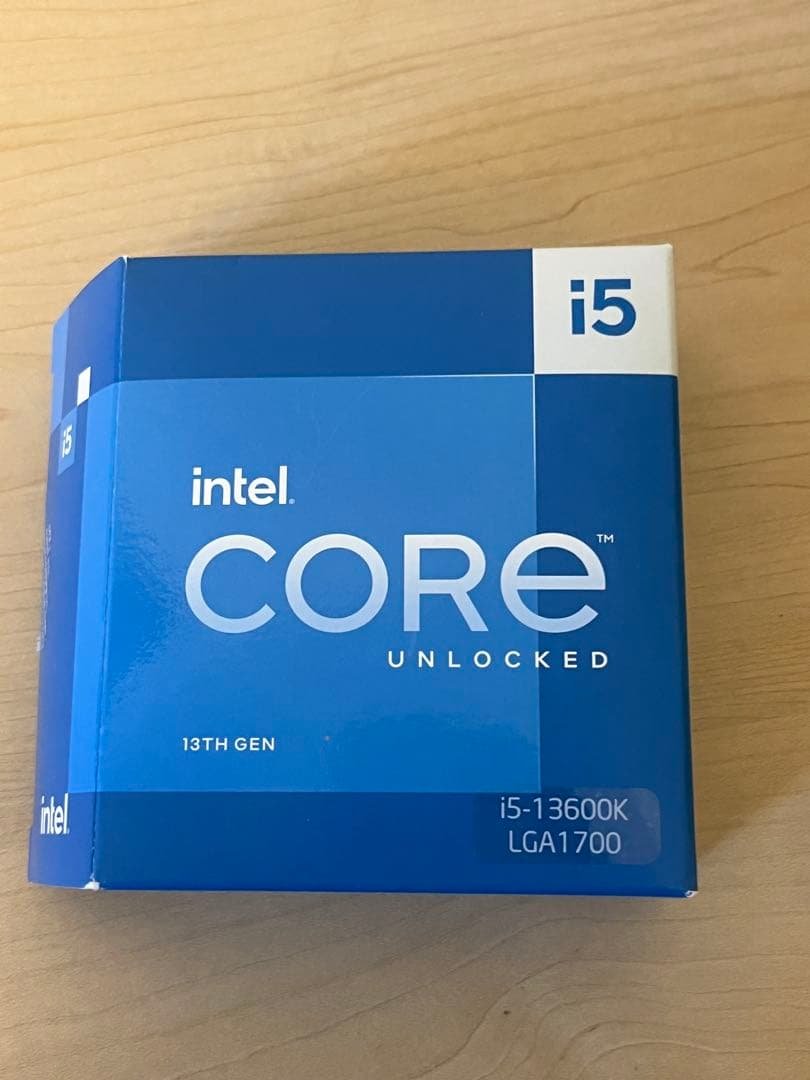 i5
intel.
CORE™
UNLOCKED
13TH GEN
i5-13600K
LGA1700
i5
intel.